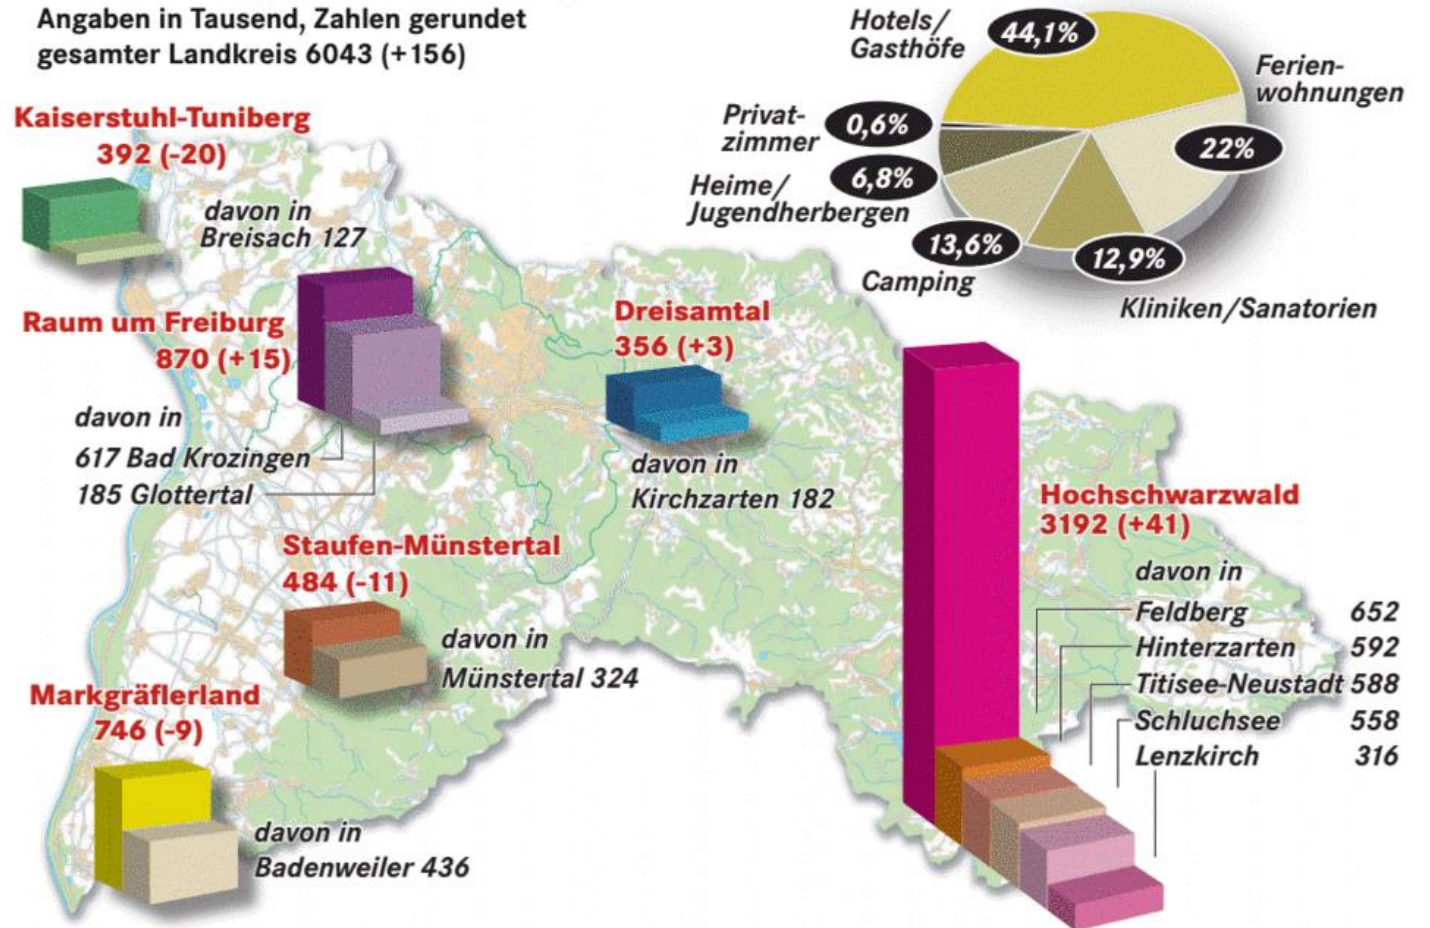 Angaben in Tausend, Zahlen gerundet
gesamter Landkreis 6043 (+156)
Hotels/
Gasthöfe
44,1%
Ferien-
wohnungen
22%
Privat-
zimmer
0,6%
Heime/
Jugendherbergen
6,8%
13,6%
Camping
12,9%
Kliniken/Sanatorien
Kaiserstuhl-Tuniberg
392 (-20)
davon in
Breisach 127
Raum um Freiburg
870 (+15)
davon in
617 Bad Krozingen
185 Glottertal
Dreisamtal
356 (+3)
davon in
Kirchzarten 182
Staufen-Münstertal
484 (-11)
davon in
Münstertal 324
Markgräflerland
746 (-9)
davon in
Badenweiler 436
Hochschwarzwald
3192 (+41)
davon in
Feldberg 652
Hinterzarten 592
Titisee-Neustadt 588
Schluchsee 558
Lenzkirch 316